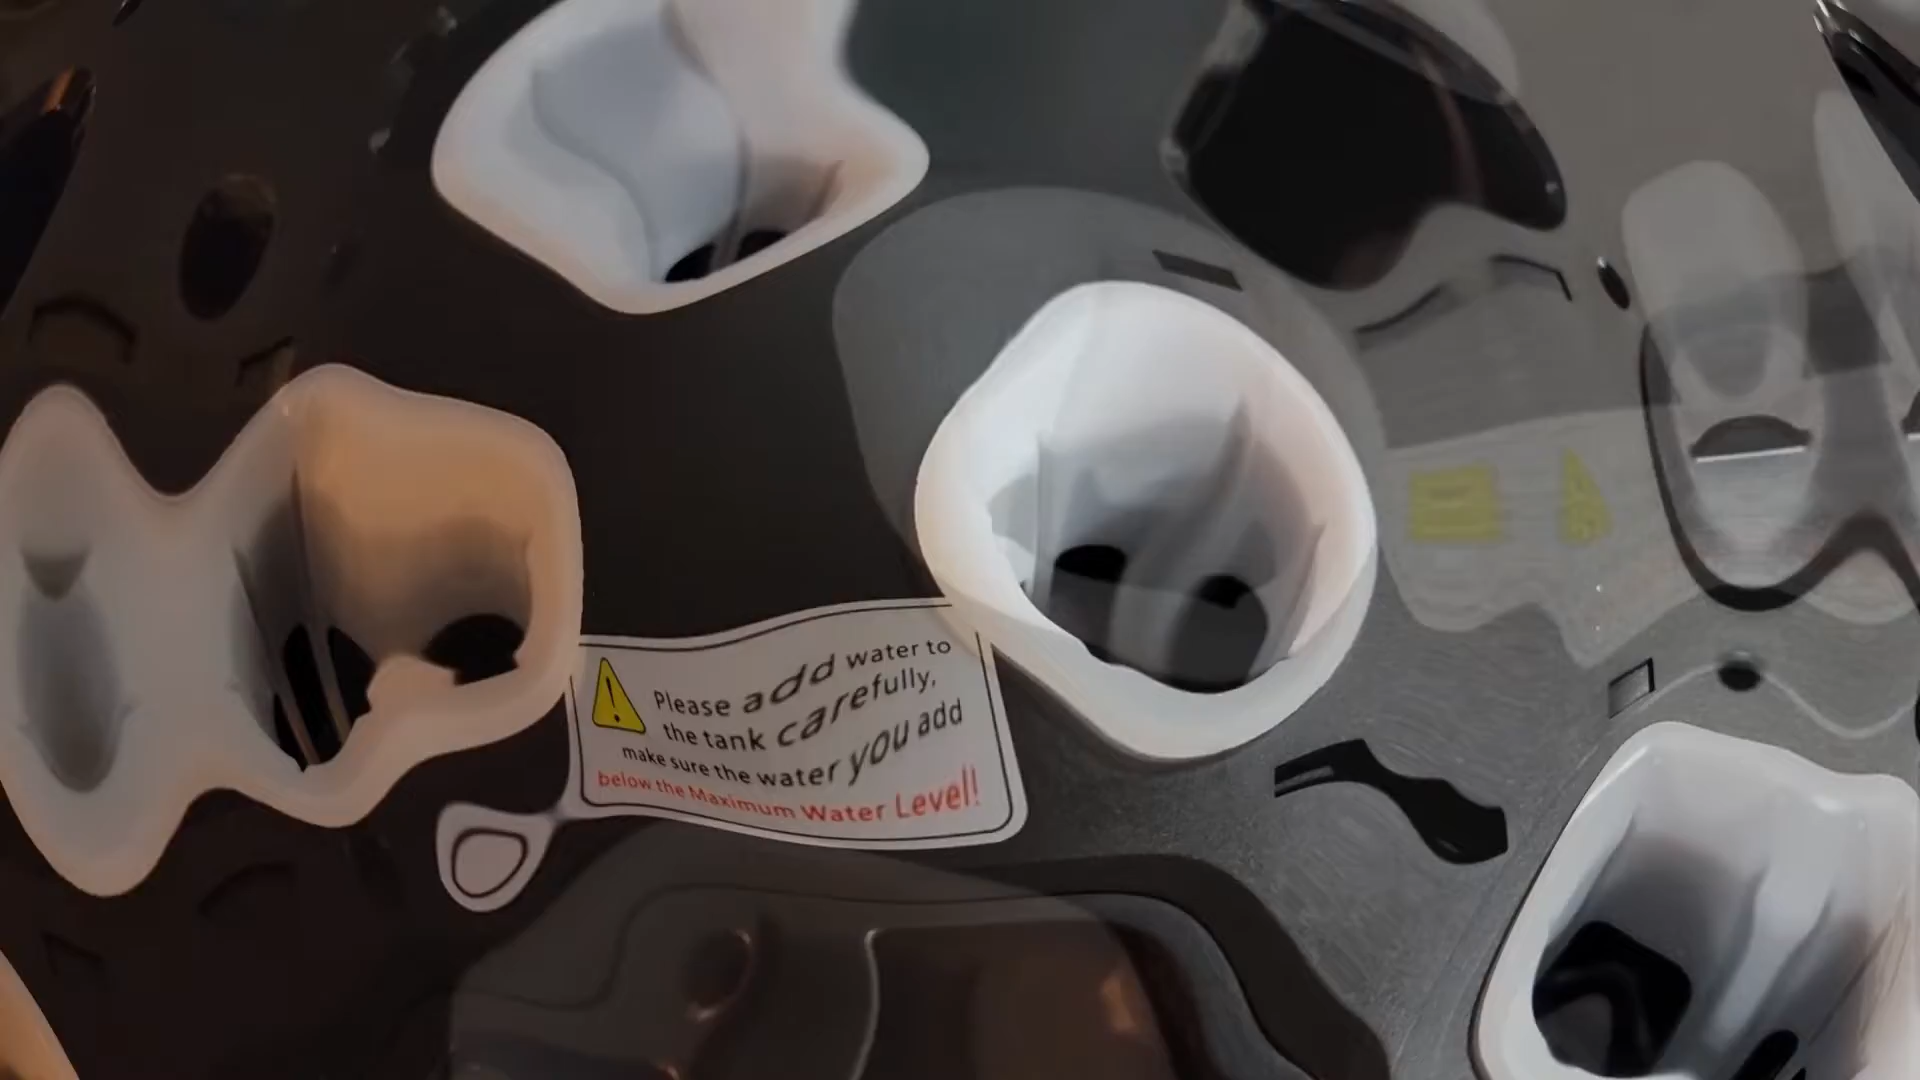 Please add water to
the tank carefully,
make sure the water you add
below the Maximum Water Level!